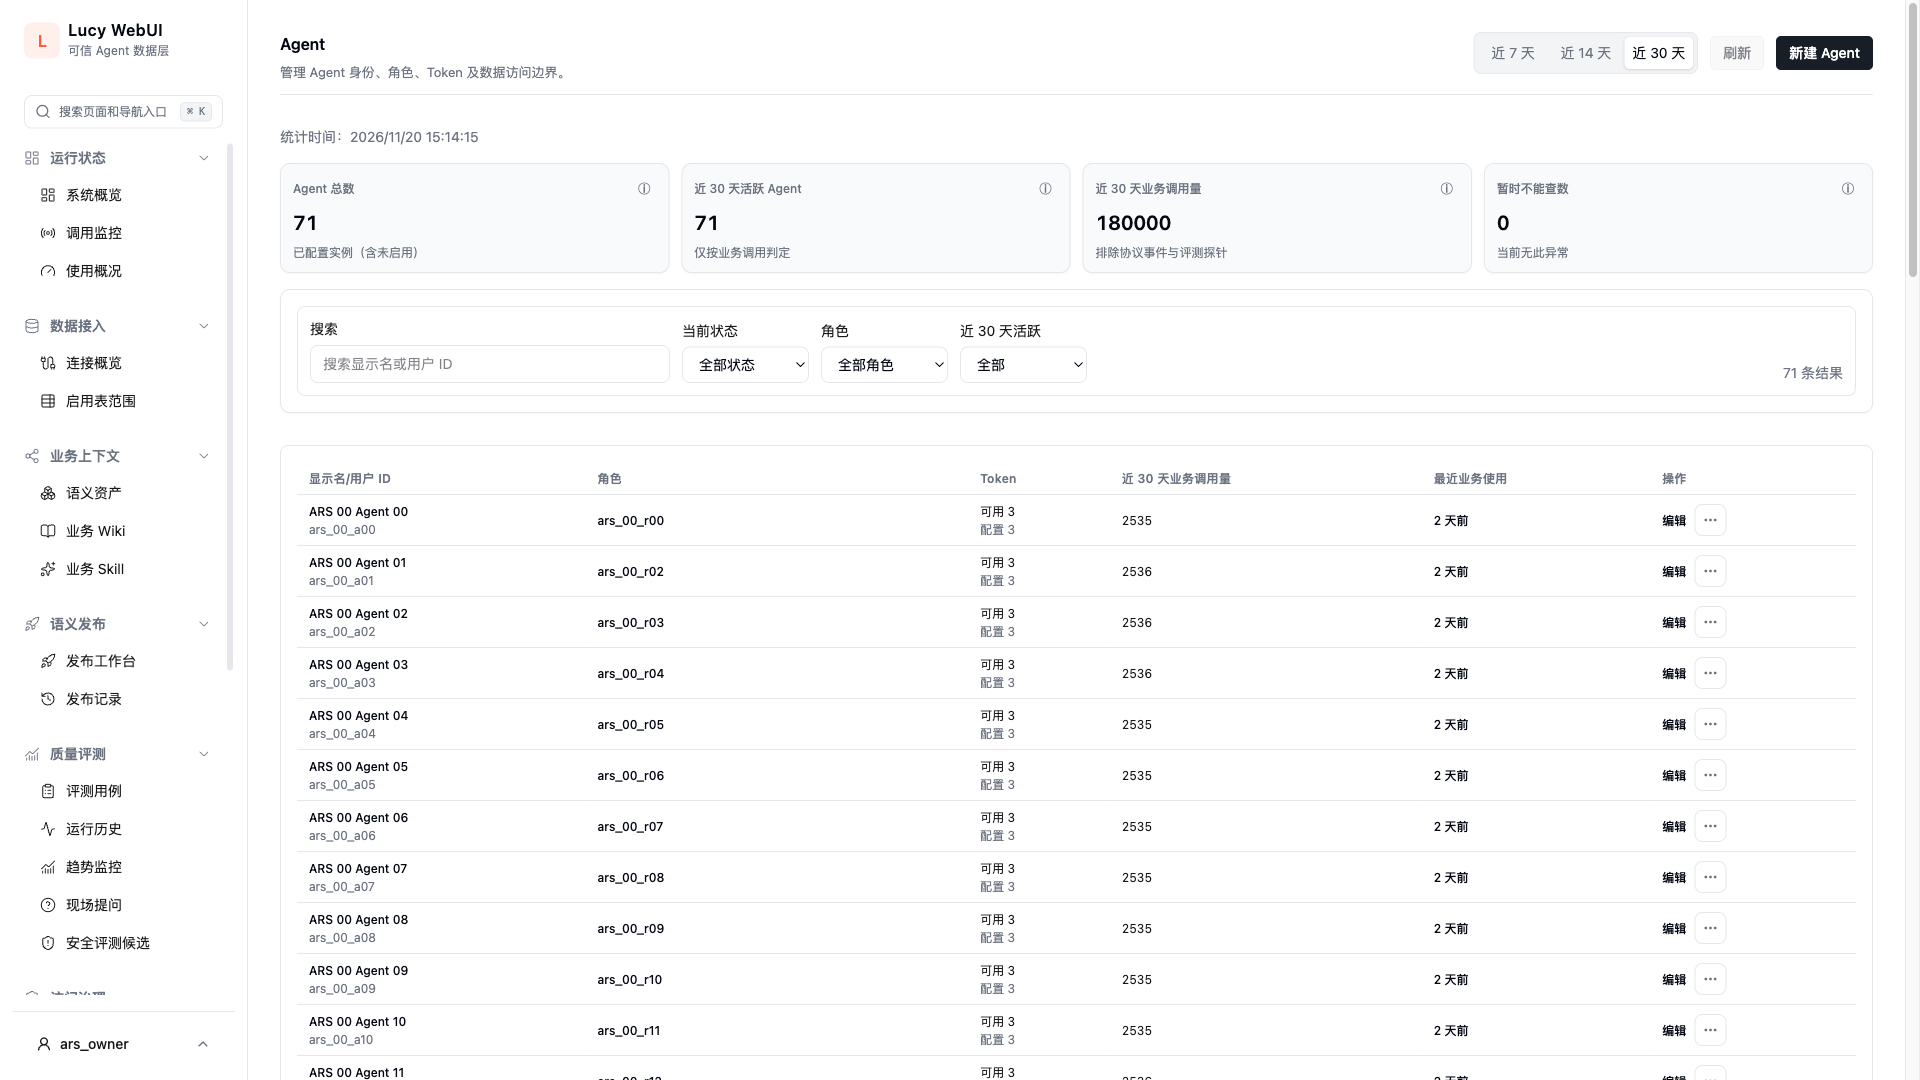 L
Lucy WebUI
可信 Agent 数据层
搜索页面和导航入口 ⌘ K
运行状态
系统概览
调用监控
使用概况
数据接入
连接概览
启用表范围
业务上下文
语义资产
业务 Wiki
业务 Skill
语义发布
发布工作台
发布记录
质量评测
评测用例
运行历史
趋势监控
现场提问
安全评测候选
ars_owner
Agent
管理 Agent 身份、角色、Token 及数据访问边界。
近 7 天 近 14 天 近 30 天 刷新 新建 Agent
统计时间：2026/11/20 15:14:15
Agent 总数
71
已配置实例（含未启用）
近 30 天活跃 Agent
71
仅按业务调用判定
近 30 天业务调用量
180000
排除协议事件与评测探针
暂时不能查数
0
当前无此异常
搜索
搜索显示名或用户 ID
当前状态
全部状态
角色
全部角色
近 30 天活跃
全部
71 条结果
显示名/用户 ID 角色 Token 近 30 天业务调用量 最近业务使用 操作
ARS 00 Agent 00
ars_00_a00
ars_00_r00
可用 3
配置 3
2535
2 天前
编辑
ARS 00 Agent 01
ars_00_a01
ars_00_r02
可用 3
配置 3
2536
2 天前
编辑
ARS 00 Agent 02
ars_00_a02
ars_00_r03
可用 3
配置 3
2536
2 天前
编辑
ARS 00 Agent 03
ars_00_a03
ars_00_r04
可用 3
配置 3
2536
2 天前
编辑
ARS 00 Agent 04
ars_00_a04
ars_00_r05
可用 3
配置 3
2535
2 天前
编辑
ARS 00 Agent 05
ars_00_a05
ars_00_r06
可用 3
配置 3
2535
2 天前
编辑
ARS 00 Agent 06
ars_00_a06
ars_00_r07
可用 3
配置 3
2535
2 天前
编辑
ARS 00 Agent 07
ars_00_a07
ars_00_r08
可用 3
配置 3
2535
2 天前
编辑
ARS 00 Agent 08
ars_00_a08
ars_00_r09
可用 3
配置 3
2535
2 天前
编辑
ARS 00 Agent 09
ars_00_a09
ars_00_r10
可用 3
配置 3
2535
2 天前
编辑
ARS 00 Agent 10
ars_00_a10
ars_00_r11
可用 3
配置 3
2535
2 天前
编辑
ARS 00 Agent 11
可用 3